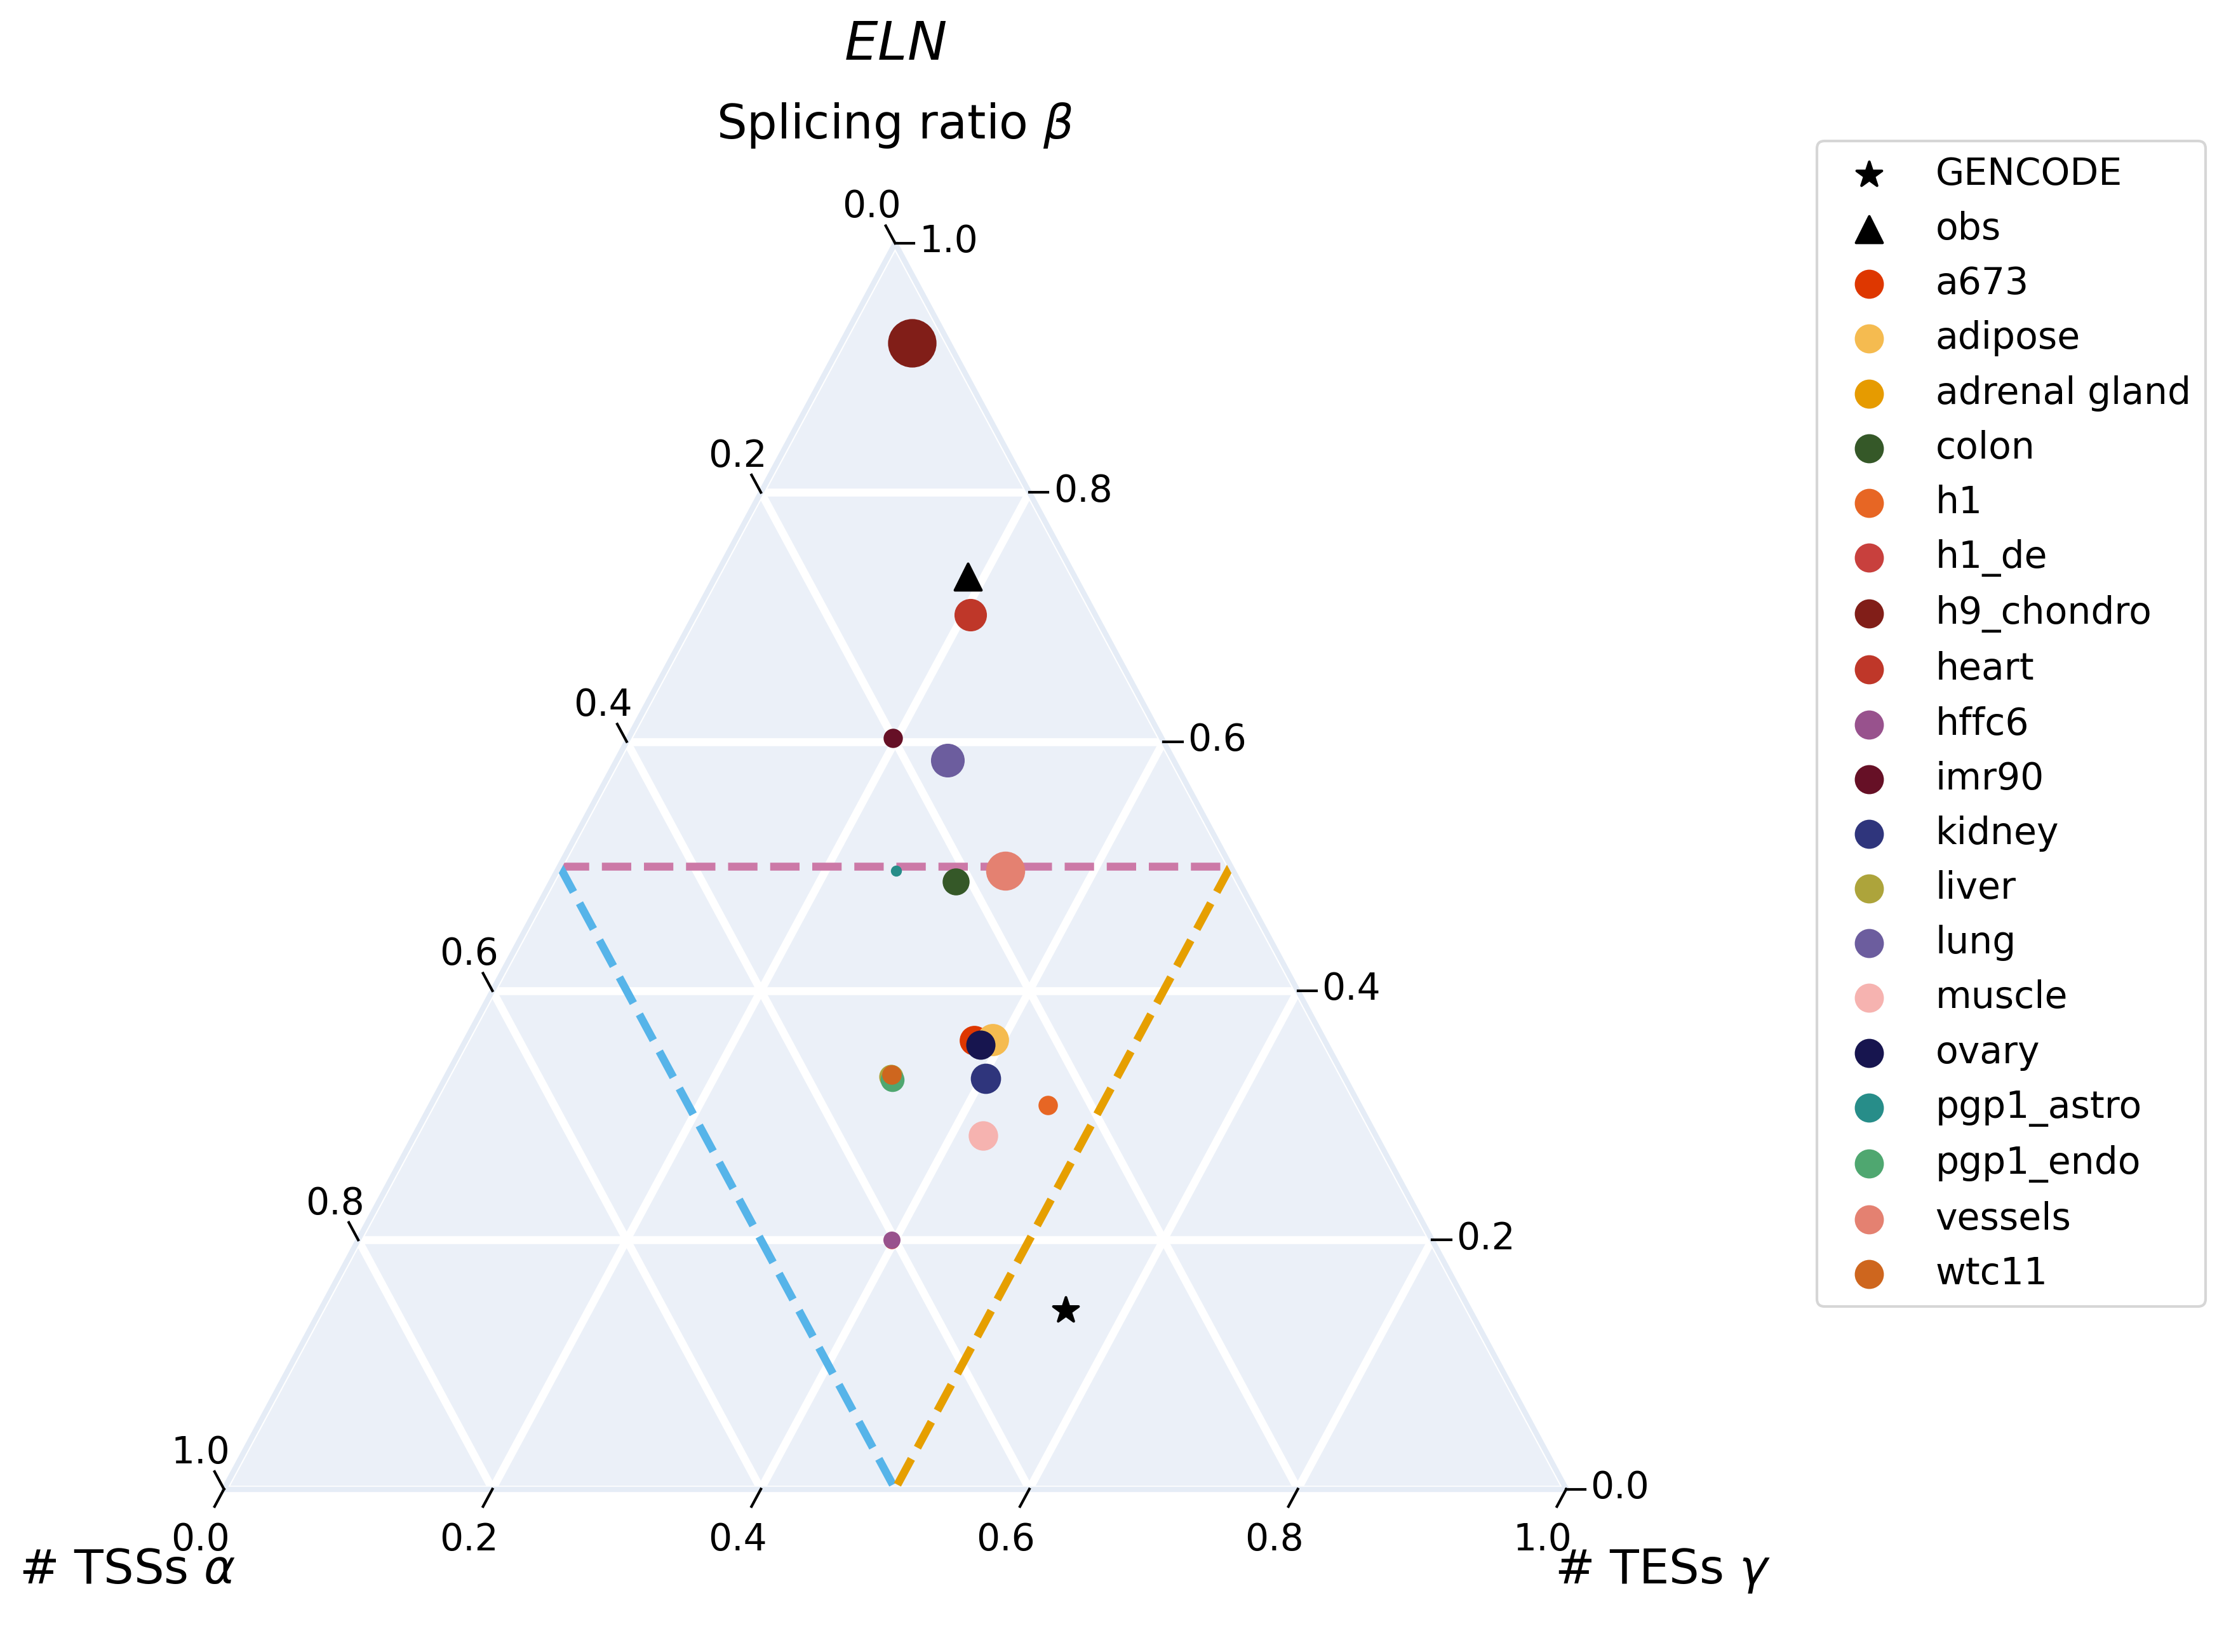 ELN
Splicing ratio β
0.0
1.0
0.2
0.8
0.4
0.6
0.6
0.4
0.8
0.2
1.0
0.0
0.0
0.2
0.4
0.6
0.8
1.0
# TSSs α
# TESs γ
GENCODE
obs
a673
adipose
adrenal gland
colon
h1
h1_de
h9_chondro
heart
hffc6
imr90
kidney
liver
lung
muscle
ovary
pgp1_astro
pgp1_endo
vessels
wtc11